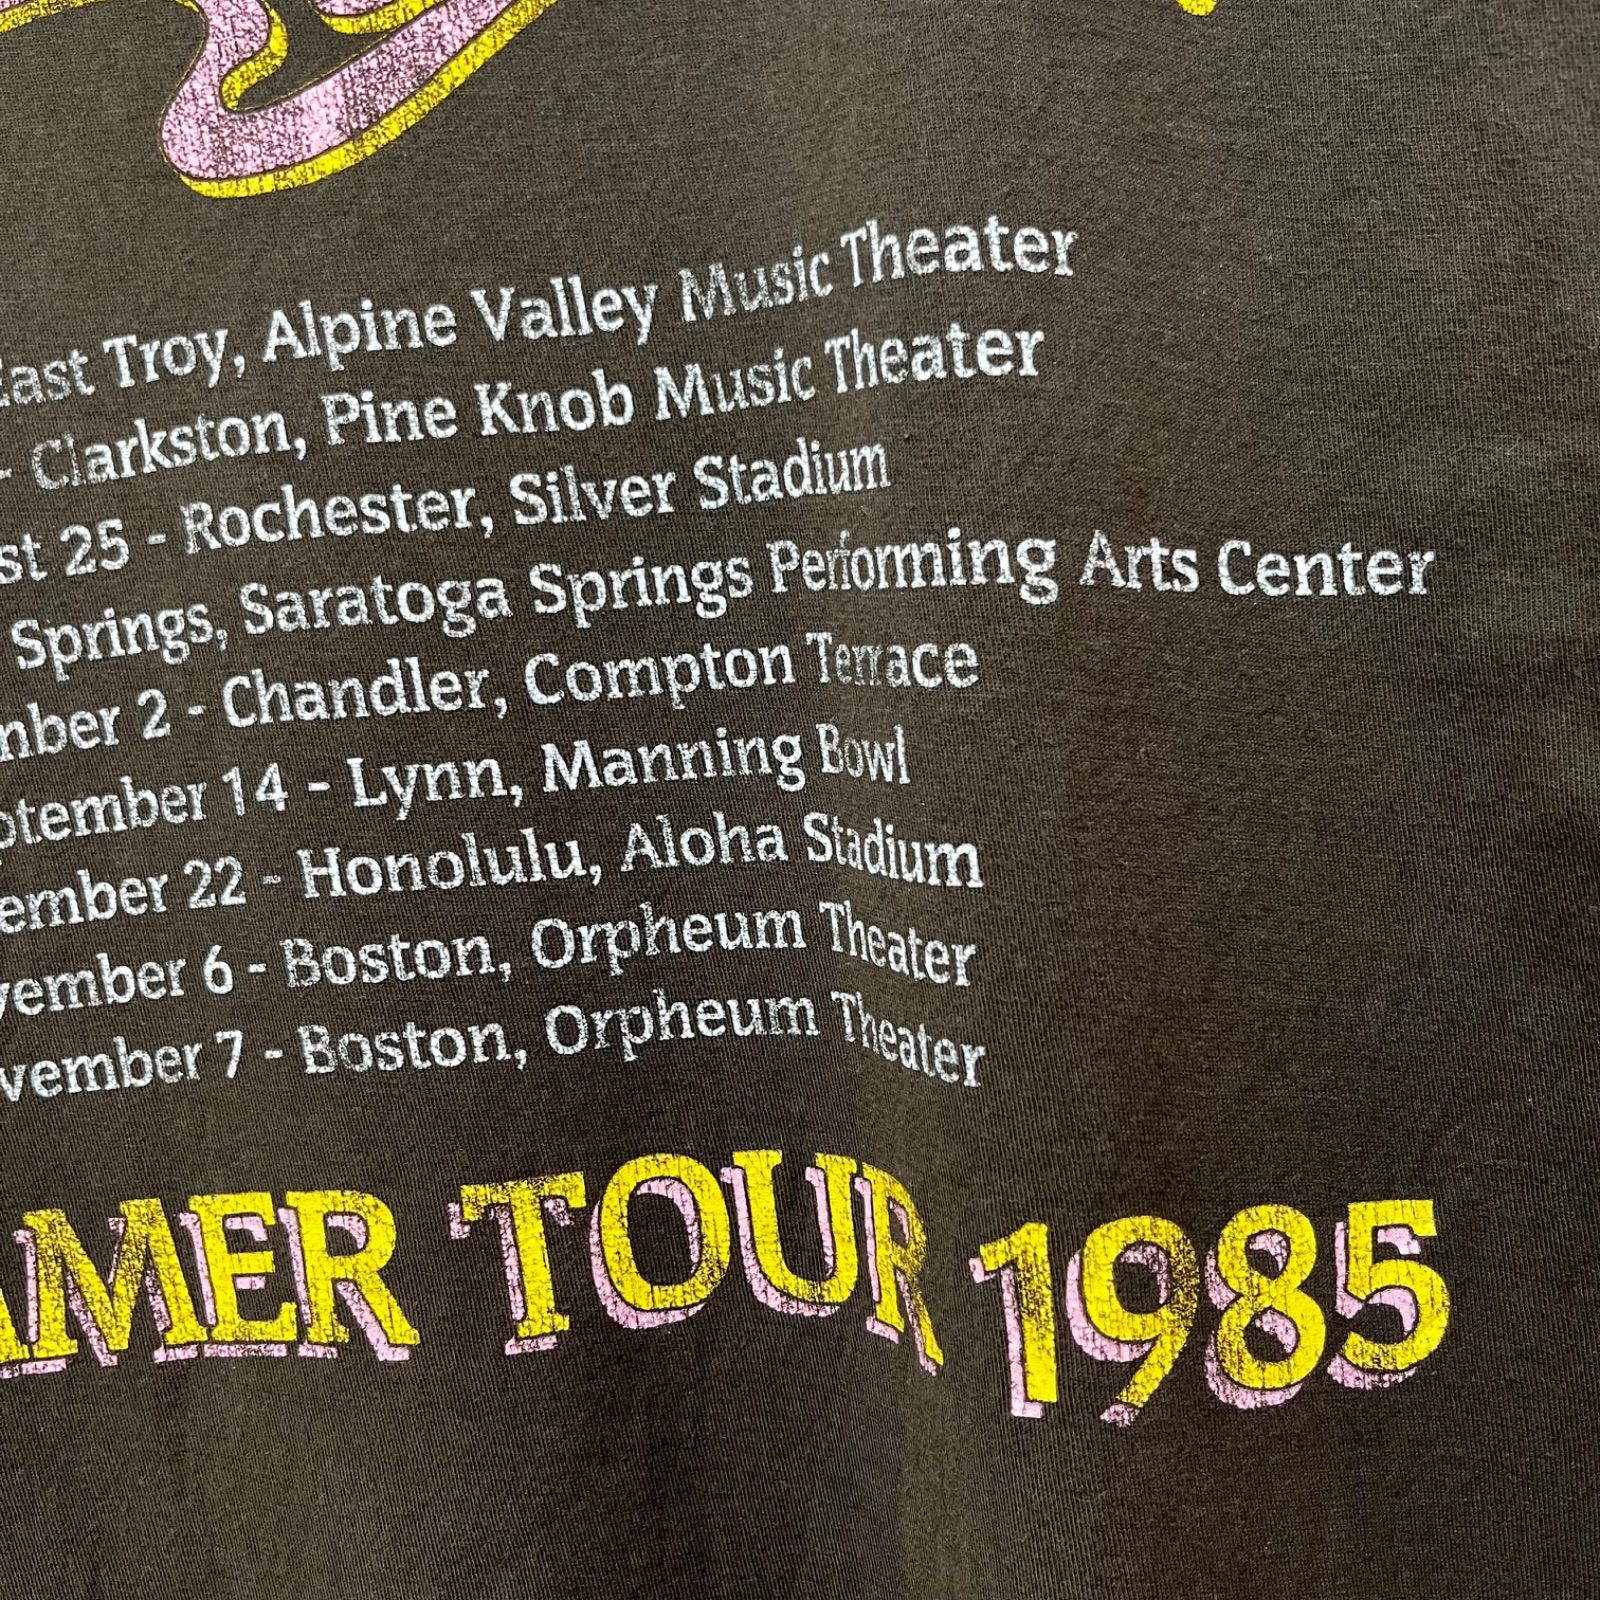 East Troy, Alpine Valley Music Theater
- Clarkston, Pine Knob Music Theater
st 25 - Rochester, Silver Stadium
Springs, Saratoga Springs Performing Arts Center
mber 2 - Chandler, Compton Terrace
ptember 14 - Lynn, Manning Bowl
ember 22 - Honolulu, Aloha Stadium
vember 6 - Boston, Orpheum Theater
vember 7 - Boston, Orpheum Theater
AMER TOUR 1985